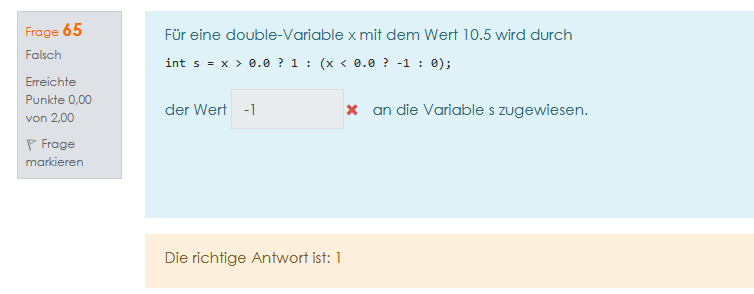 Frage 65
Falsch
Erreichte
Punkte 0,00
von 2,00
Frage
markieren
Für eine double-Variable x mit dem Wert 10.5 wird durch
int s = x > 0.0 ? 1 : (x < 0.0 ? -1 : 0);
der Wert -1 an die Variable s zugewiesen.
Die richtige Antwort ist: 1